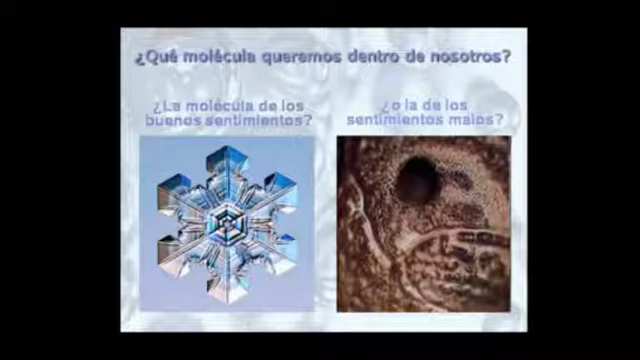 ¿Qué molécula queremos dentro de nosotros?
¿La molécula de los
buenos sentimientos?
¿o la de los
sentimientos malos?